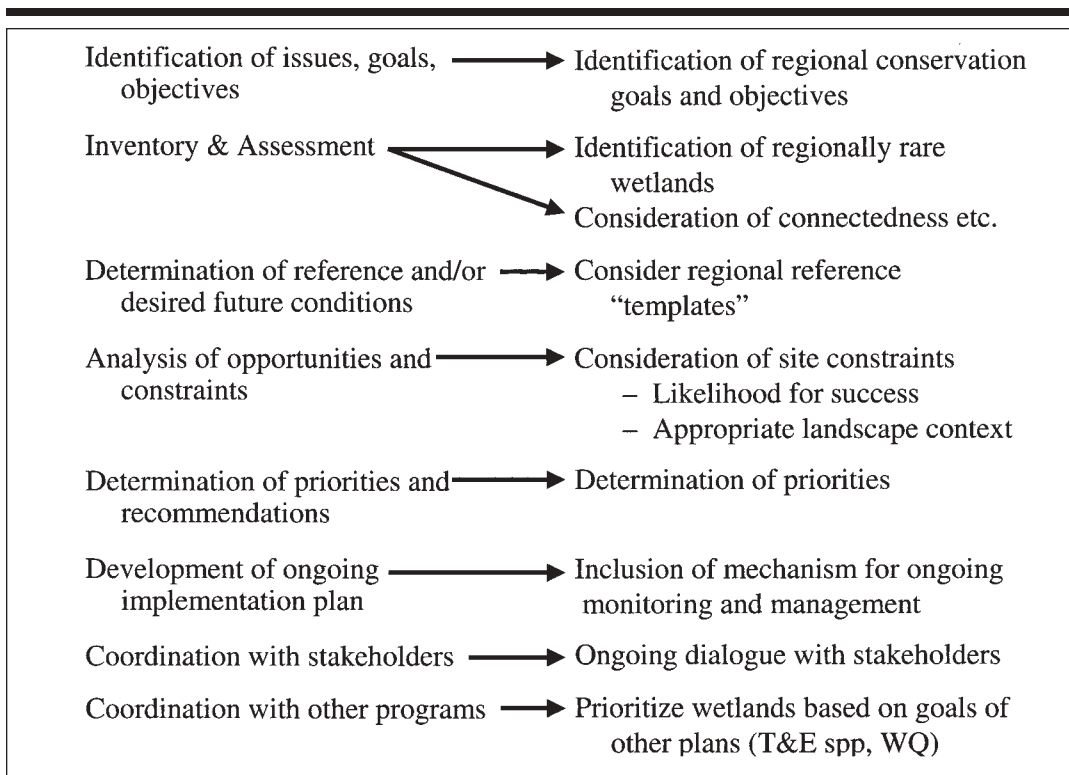 Identification of issues, goals,
objectives
Identification of regional conservation
goals and objectives
Inventory & Assessment
Identification of regionally rare
wetlands
Consideration of connectedness etc.
Determination of reference and/or
desired future conditions
Consider regional reference
“templates”
Analysis of opportunities and
constraints
Consideration of site constraints
– Likelihood for success
– Appropriate landscape context
Determination of priorities and
recommendations
Determination of priorities
Development of ongoing
implementation plan
Inclusion of mechanism for ongoing
monitoring and management
Coordination with stakeholders
Ongoing dialogue with stakeholders
Coordination with other programs
Prioritize wetlands based on goals of
other plans (T&E spp, WQ)